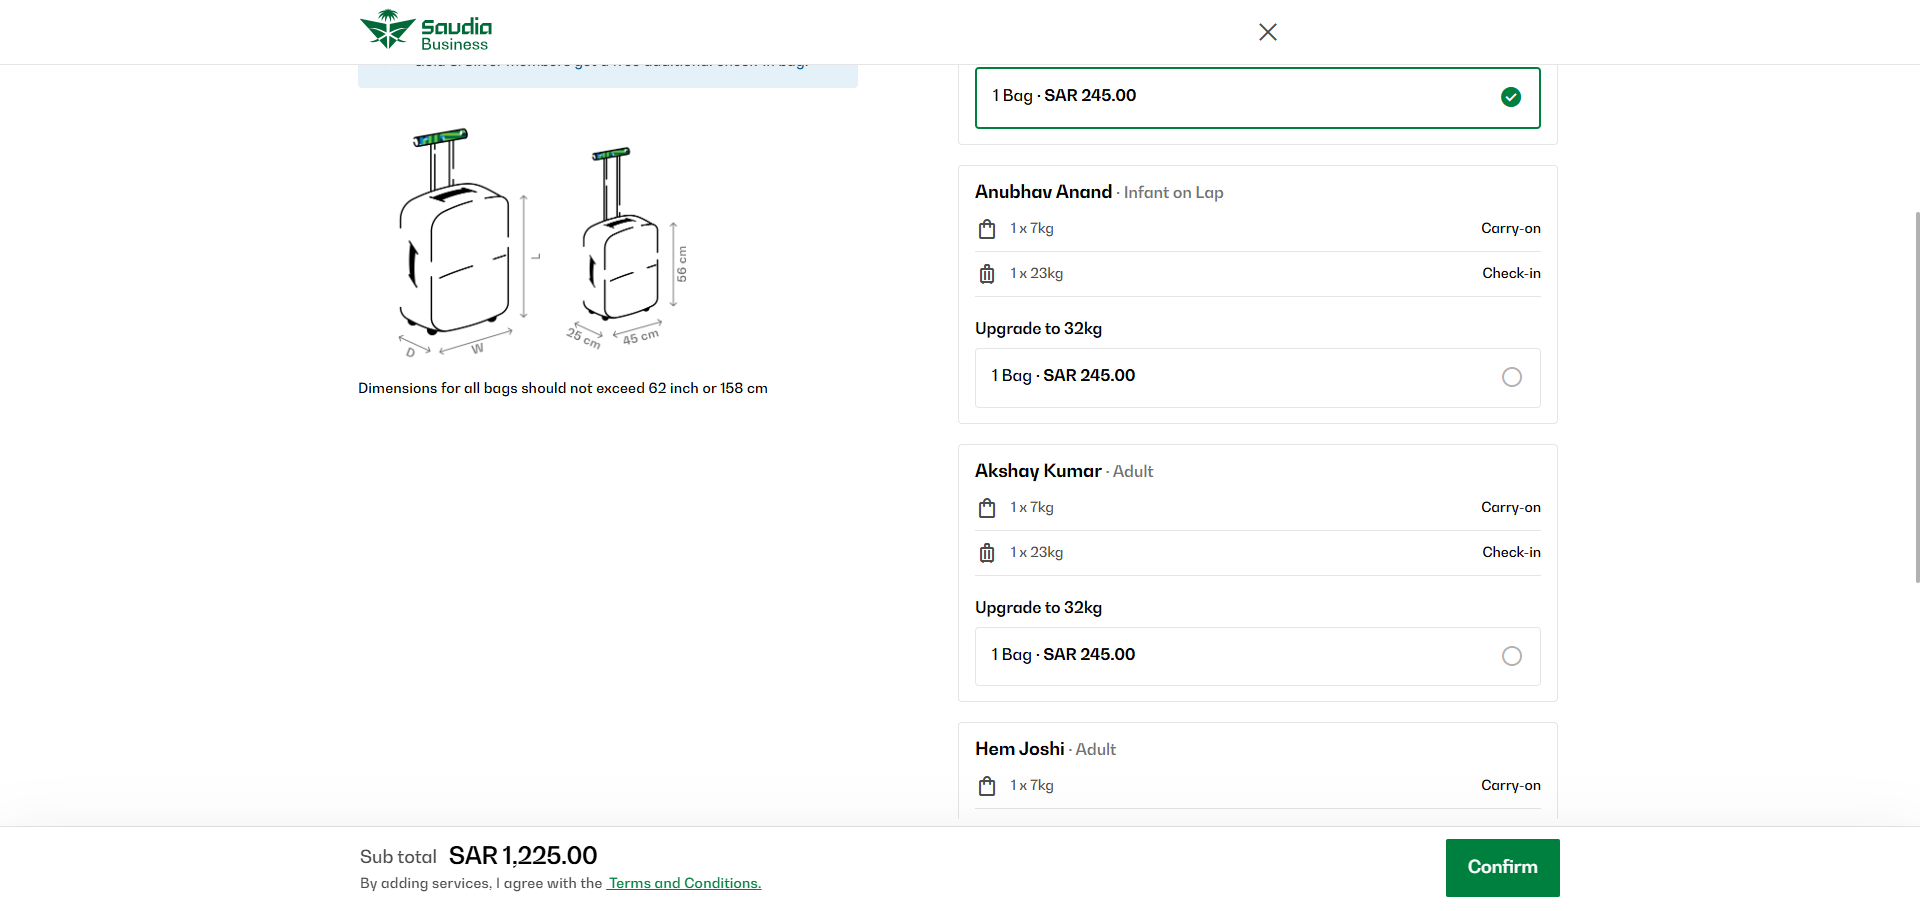 Saudia
Business
1 Bag · SAR 245.00
L
D
W
56 cm
25 cm
45 cm
Dimensions for all bags should not exceed 62 inch or 158 cm
Anubhav Anand · Infant on Lap
1 x 7kg Carry-on
1 x 23kg Check-in
Upgrade to 32kg
1 Bag · SAR 245.00
Akshay Kumar · Adult
1 x 7kg Carry-on
1 x 23kg Check-in
Upgrade to 32kg
1 Bag · SAR 245.00
Hem Joshi · Adult
1 x 7kg Carry-on
Sub total SAR 1,225.00
By adding services, I agree with the Terms and Conditions.
Confirm